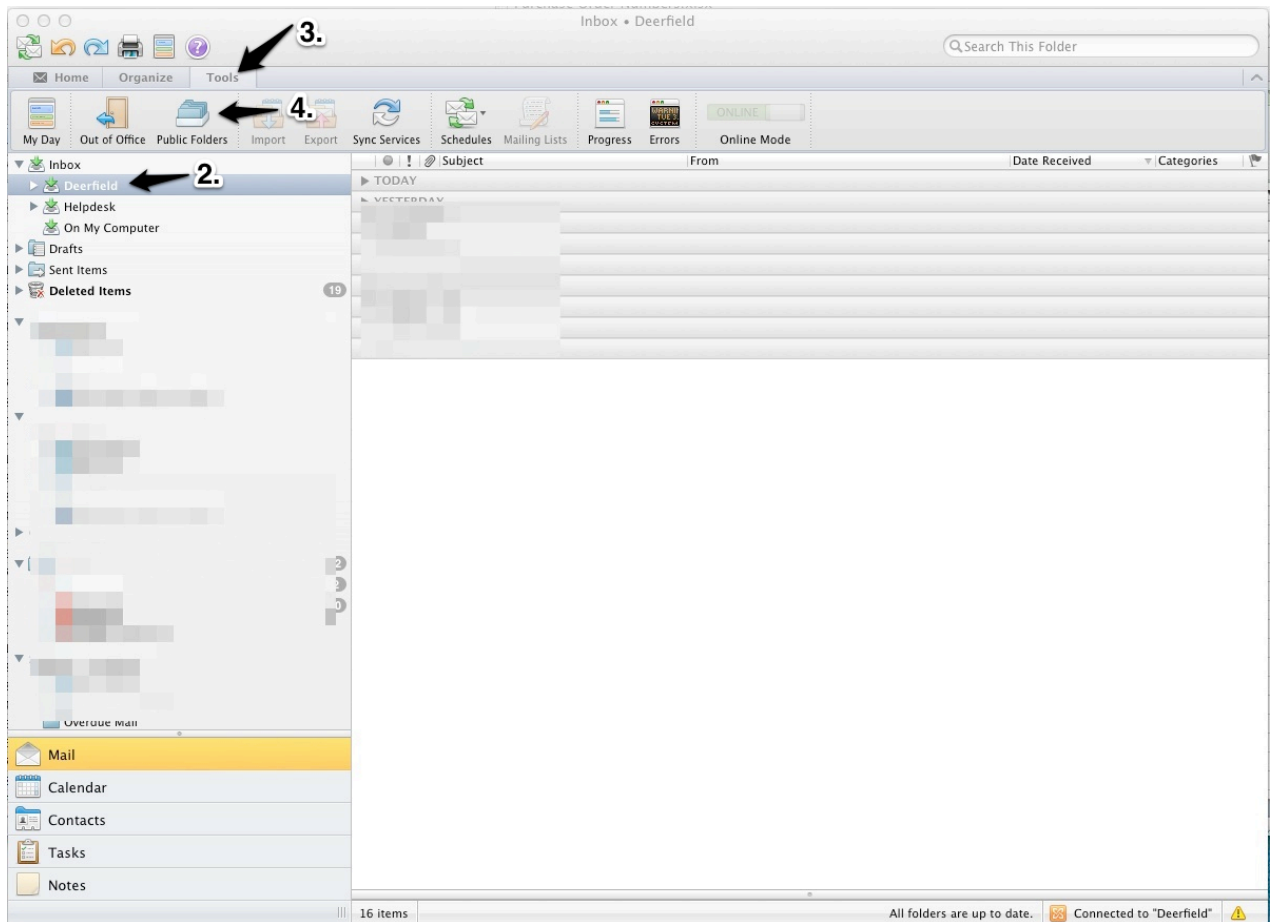 Inbox • Deerfield
3.
Search This Folder
Home Organize Tools
4.
My Day Out of Office Public Folders Import Export Sync Services Schedules Mailing Lists Progress Errors ONLINE Online Mode
Inbox
! Subject From Date Received Categories
Deerfield
2.
TODAY
YESTERDAY
Helpdesk
On My Computer
Drafts
Sent Items
Deleted Items 19
Overdue Mail
Mail
Calendar
Contacts
Tasks
Notes
16 items All folders are up to date. Connected to "Deerfield"